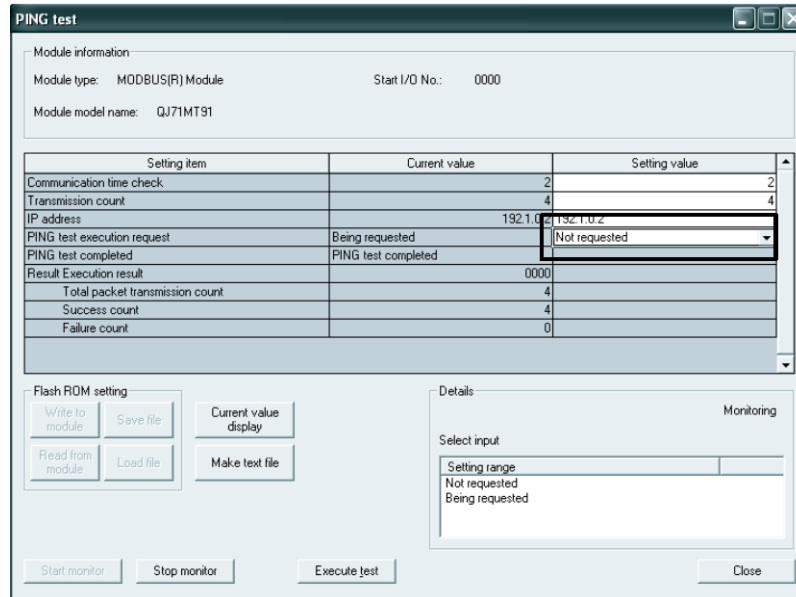 PING test
Module information
Module type: MODBUS(R) Module Start I/O No.: 0000
Module model name: QJ71MT91
Setting item Current value Setting value
Communication time check 2 2
Transmission count 4 4
IP address 192.1.0.2 192.1.0.2
PING test execution request Being requested Not requested
PING test completed PING test completed
Result Execution result 0000
Total packet transmission count 4
Success count 4
Failure count 0
Flash ROM setting
Write to module Save file Current value display
Read from module Load file Make text file
Details
Monitoring
Select input
Setting range
Not requested
Being requested
Start monitor Stop monitor Execute test Close